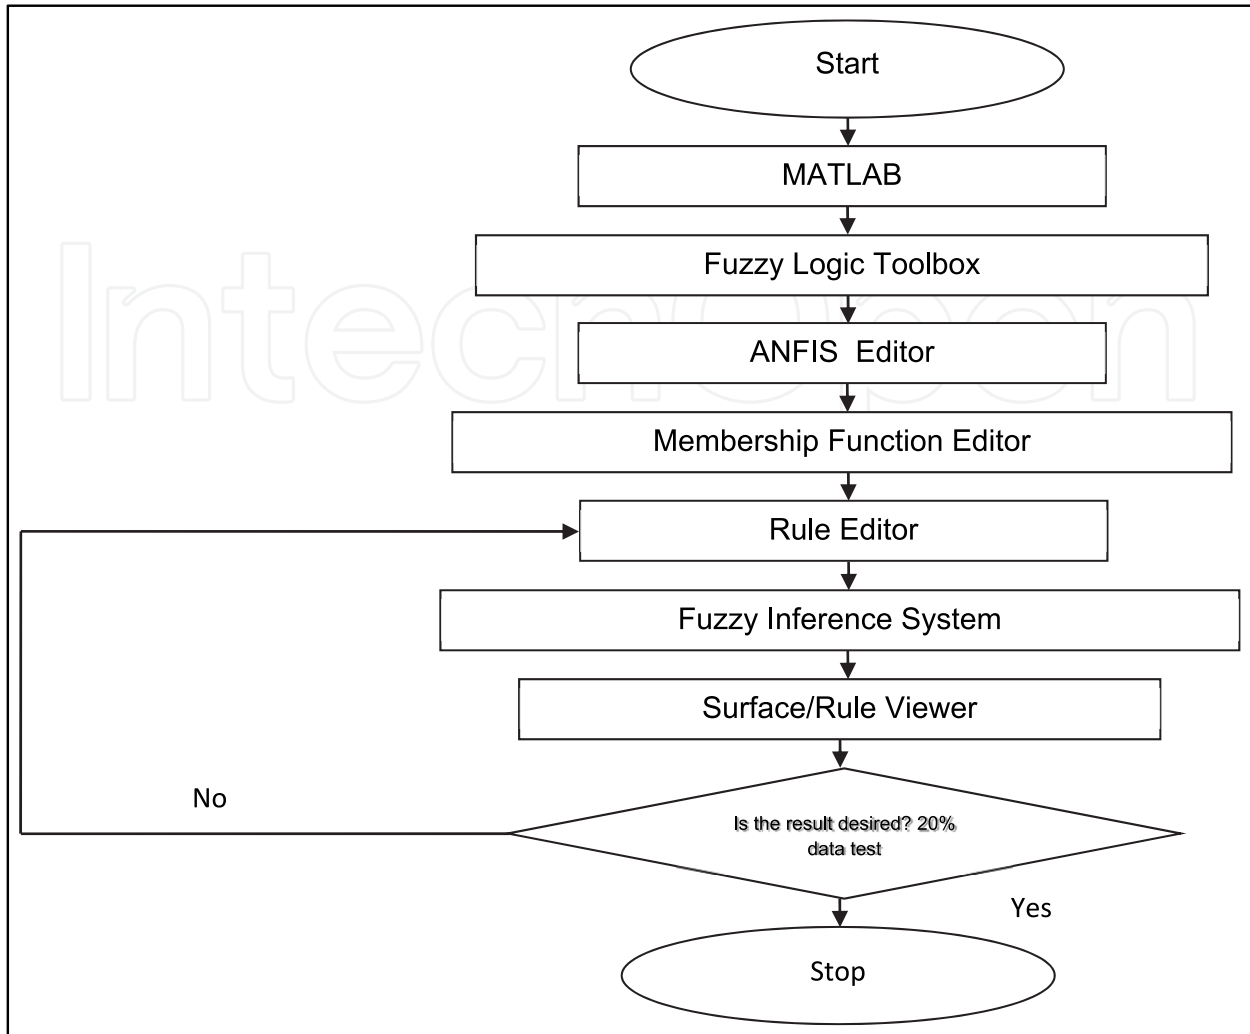 Start
MATLAB
IntechOpen
Fuzzy Logic Toolbox
ANFIS Editor
Membership Function Editor
Rule Editor
Fuzzy Inference System
Surface/Rule Viewer
No
Is the result desired? 20%
data test
Yes
Stop